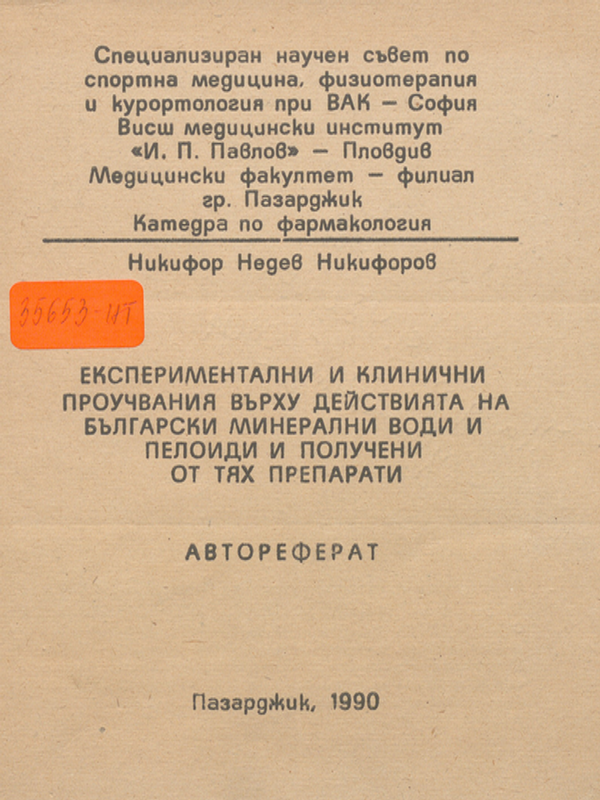 Специализиран научен съвет по
спортна медицина, физиотерапия
и курортология при ВАК – София
Висш медицински институт
«И. П. Павлов» – Пловдив
Медицински факултет – филиал
гр. Пазарджик
Катедра по фармакология
Никифор Недев Никифоров
35653-ИТ
ЕКСПЕРИМЕНТАЛНИ И КЛИНИЧНИ
ПРОУЧВАНИЯ ВЪРХУ ДЕЙСТВИЯТА НА
БЪЛГАРСКИ МИНЕРАЛНИ ВОДИ И
ПЕЛОИДИ И ПОЛУЧЕНИ
ОТ ТЯХ ПРЕПАРАТИ
АВТОРЕФЕРАТ
Пазарджик, 1990